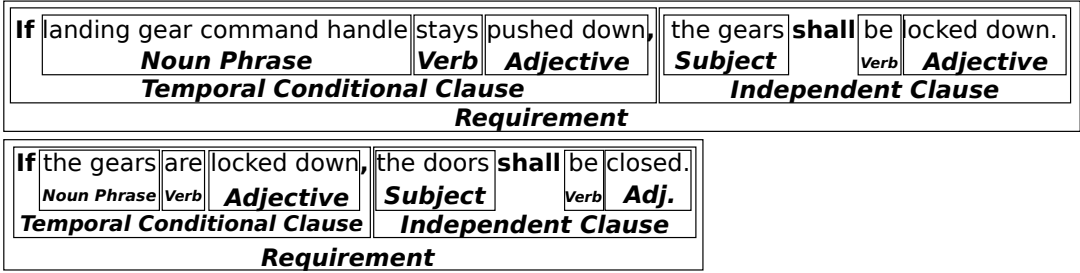 If landing gear command handle stays pushed down, the gears shall be locked down.
Noun Phrase Verb Adjective Subject Verb Adjective
Temporal Conditional Clause Independent Clause
Requirement
If the gears are locked down, the doors shall be closed.
Noun Phrase Verb Adjective Subject Verb Adj.
Temporal Conditional Clause Independent Clause
Requirement